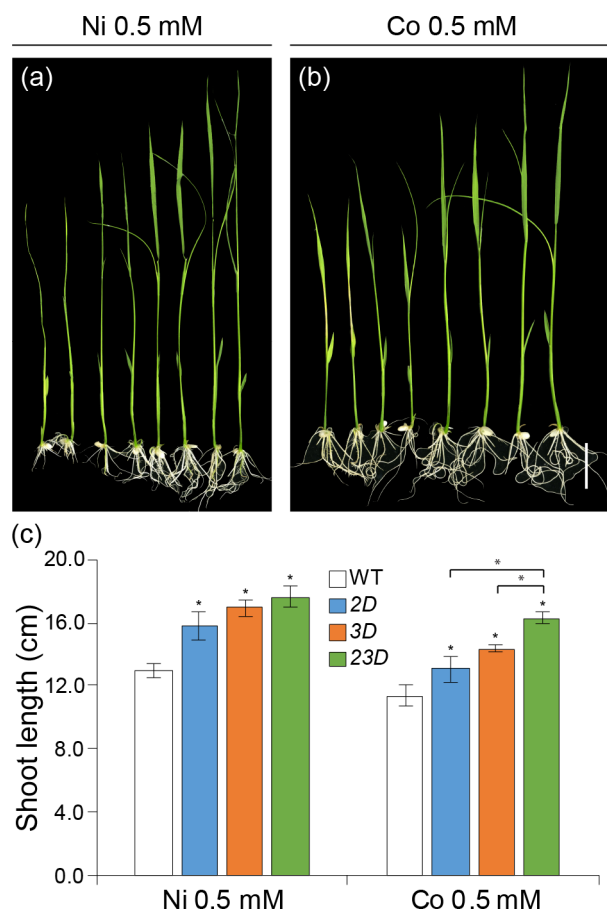 Ni 0.5 mM
Co 0.5 mM
(a)
(b)
(c)
20.0
16.0
12.0
8.0
4.0
0.0
Shoot length (cm)
WT
2D
3D
23D
* * *
* * *
*
*
Ni 0.5 mM
Co 0.5 mM